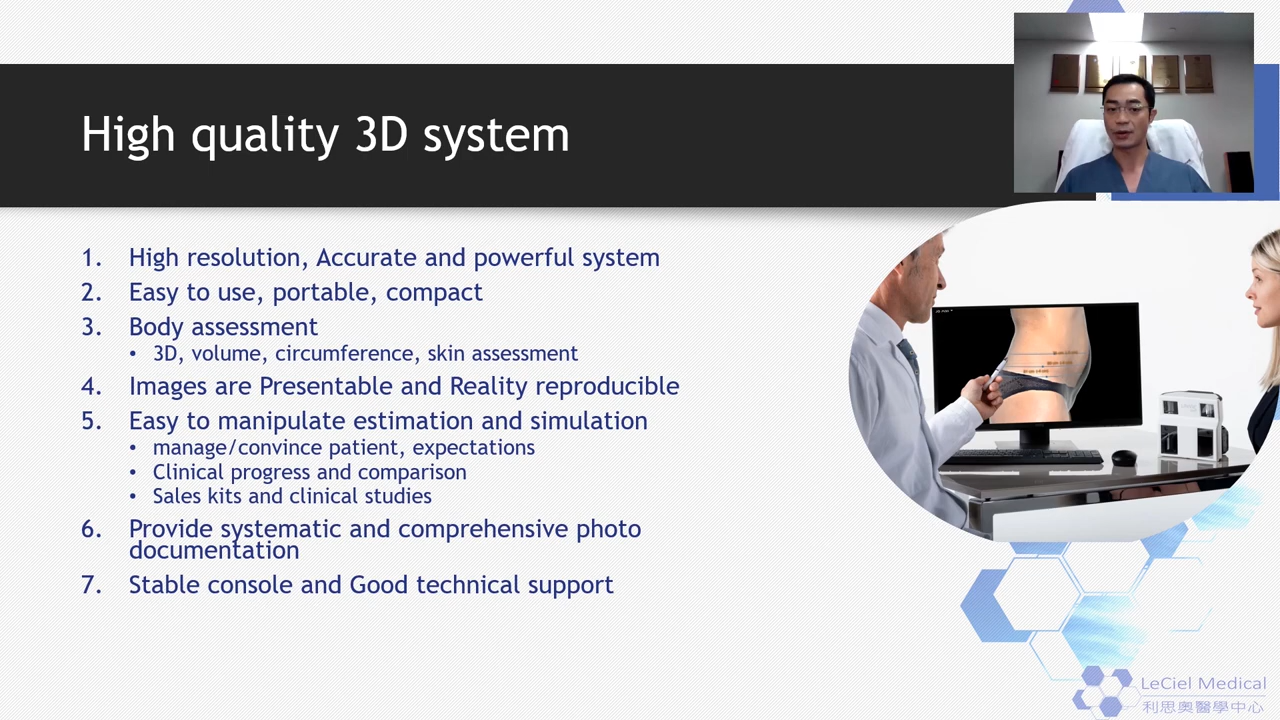 High quality 3D system
1. High resolution, Accurate and powerful system
2. Easy to use, portable, compact
3. Body assessment
• 3D, volume, circumference, skin assessment
4. Images are Presentable and Reality reproducible
5. Easy to manipulate estimation and simulation
• manage/convince patient, expectations
• Clinical progress and comparison
• Sales kits and clinical studies
6. Provide systematic and comprehensive photo
documentation
7. Stable console and Good technical support
LeCiel Medical
利思奧醫學中心